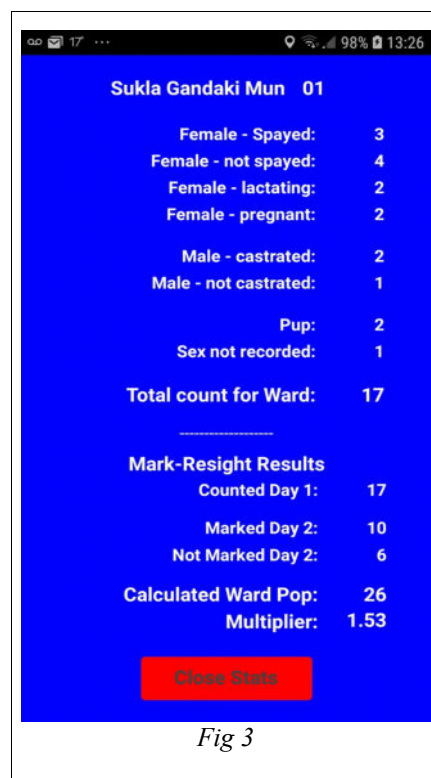 17 ... 98% 13:26
Sukla Gandaki Mun 01
Female - Spayed: 3
Female - not spayed: 4
Female - lactating: 2
Female - pregnant: 2
Male - castrated: 2
Male - not castrated: 1
Pup: 2
Sex not recorded: 1
Total count for Ward: 17
-------------------
Mark-Resight Results
Counted Day 1: 17
Marked Day 2: 10
Not Marked Day 2: 6
Calculated Ward Pop: 26
Multiplier: 1.53
Close Stats
Fig 3